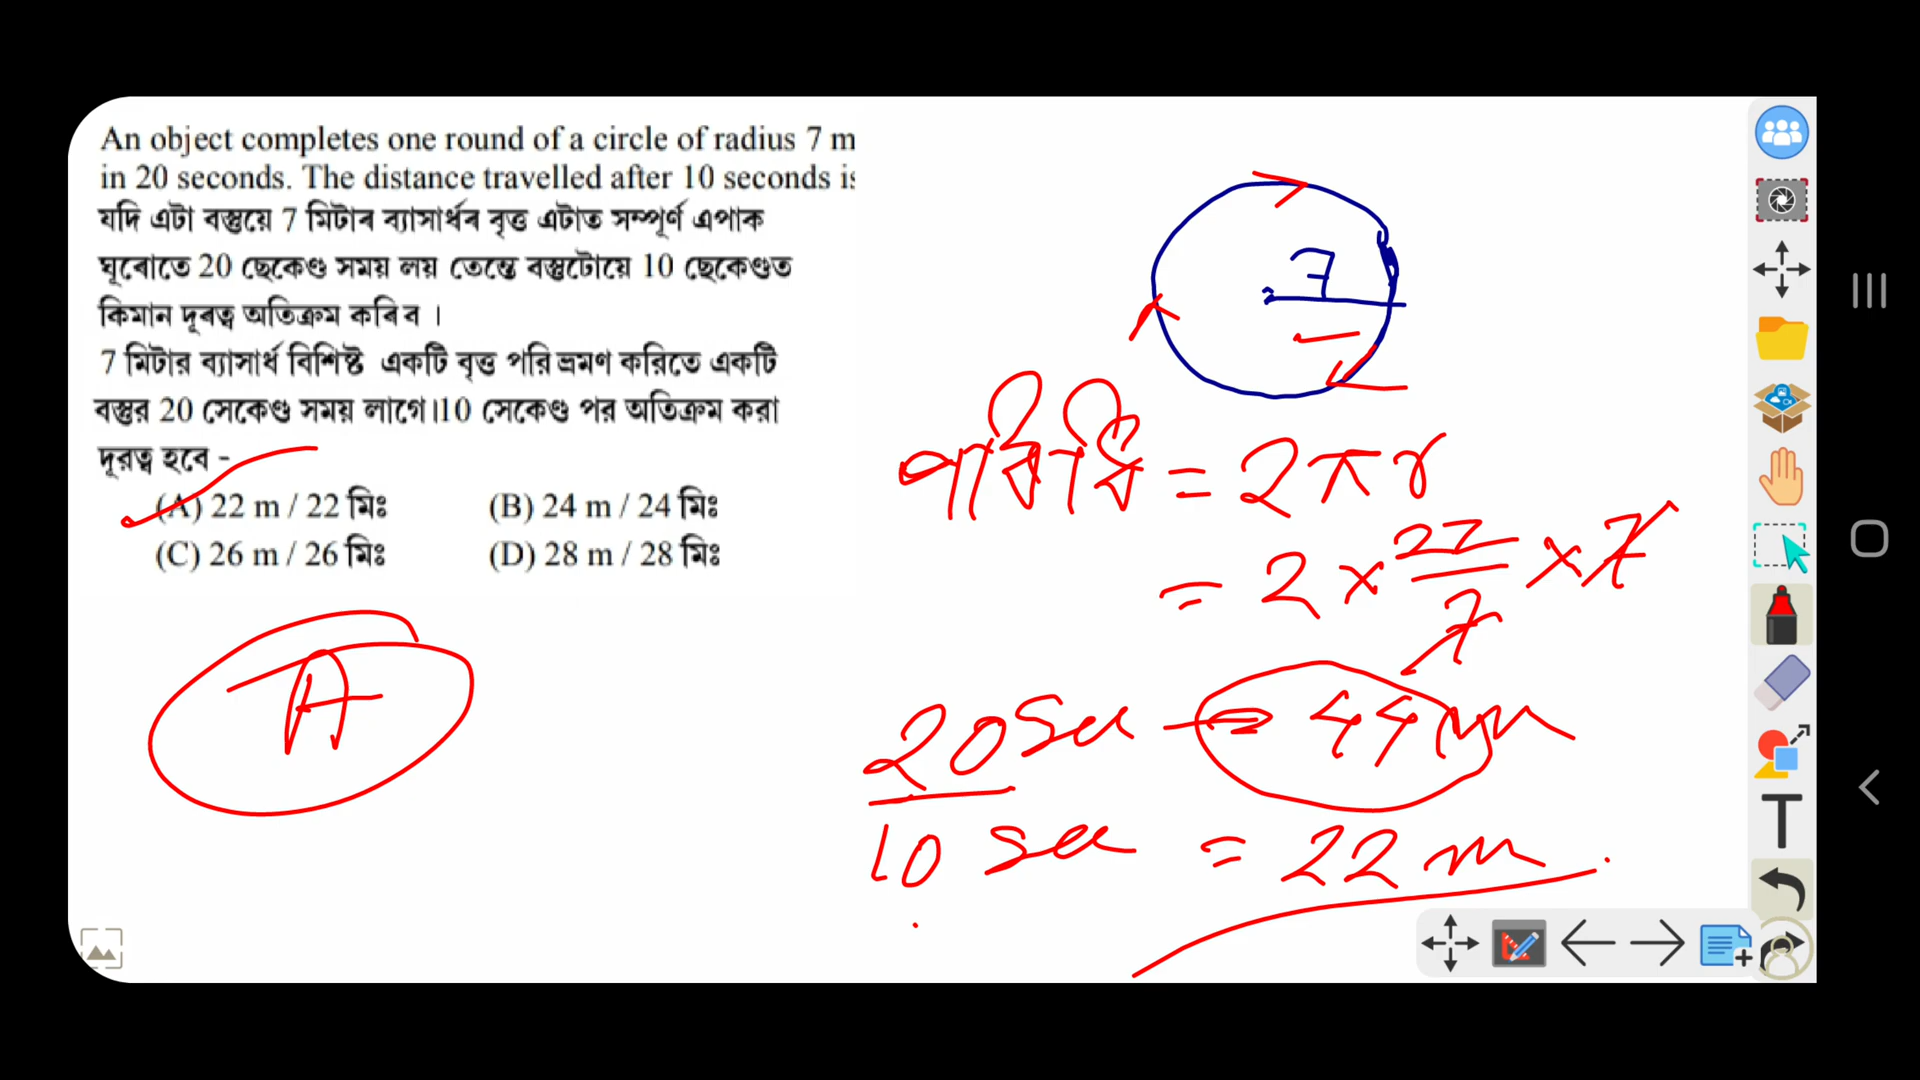 An object completes one round of a circle of radius 7 m
in 20 seconds. The distance travelled after 10 seconds is
যদি এটা বস্তুয়ে 7 মিটাৰ ব্যাসাৰ্ধৰ বৃত্ত এটাত সম্পূৰ্ণ এপাক
ঘূৰোতে 20 ছেকেণ্ড সময় লয় তেন্তে বস্তুটোয়ে 10 ছেকেণ্ডত
কিমান দূৰত্ব অতিক্ৰম কৰিব ।
7 মিটার ব্যাসার্ধ বিশিষ্ট একটি বৃত্ত পরিভ্রমণ করিতে একটি
বস্তুর 20 সেকেণ্ড সময় লাগে।10 সেকেণ্ড পর অতিক্রম করা
দূরত্ব হবে -
(A) 22 m / 22 মিঃ (B) 24 m / 24 মিঃ
(C) 26 m / 26 মিঃ (D) 28 m / 28 মিঃ
A
7
পৰিধি = 2πr
= 2 × 22/7 × 7
20 sec → 44 m
10 sec = 22 m
T